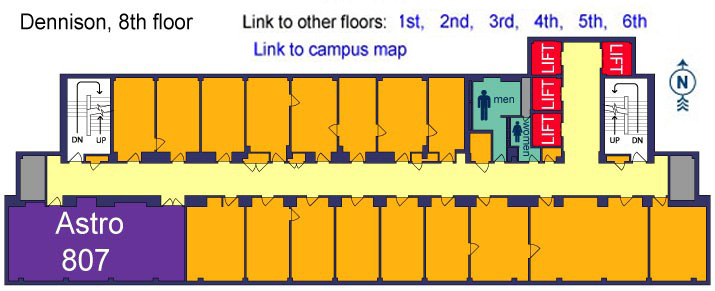 Dennison, 8th floor
Link to other floors: 1st, 2nd, 3rd, 4th, 5th, 6th
Link to campus map
LIFT
LIFT
N
LIFT
men
LIFT
women
DN
UP
UP
DN
Astro
807